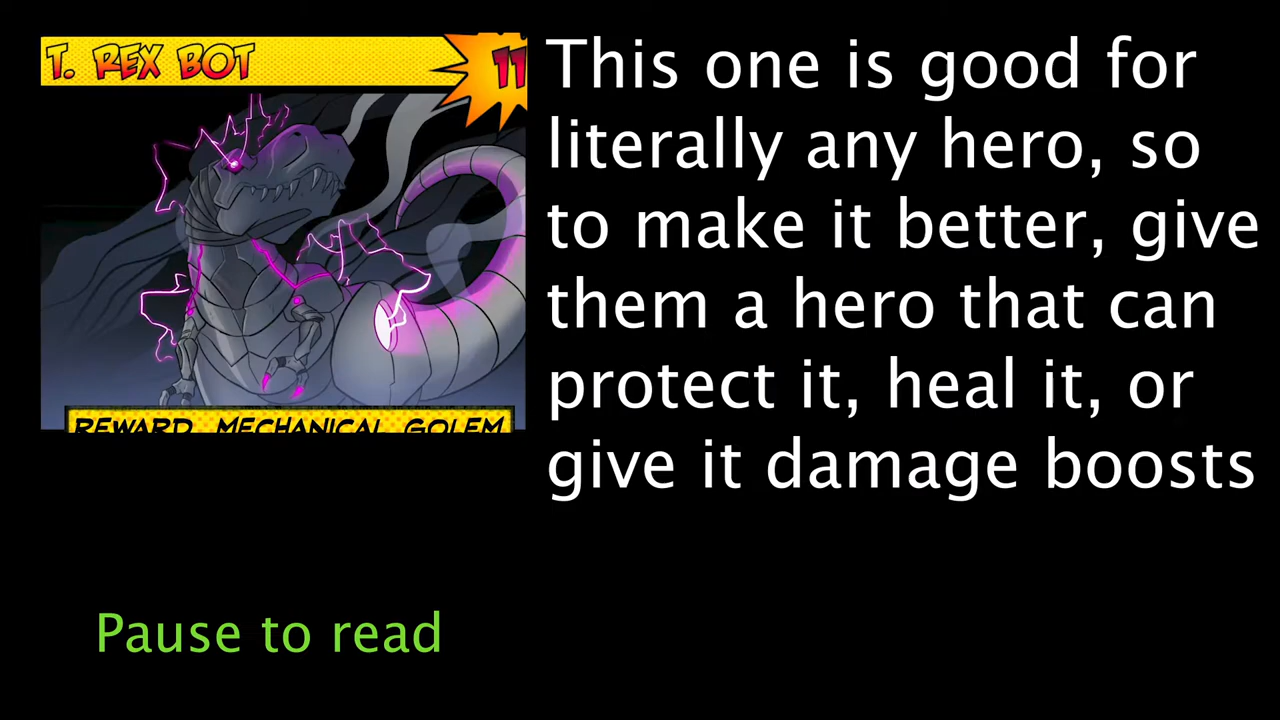 T. REX BOT
11
REWARD, MECHANICAL, GOLEM
This one is good for
literally any hero, so
to make it better, give
them a hero that can
protect it, heal it, or
give it damage boosts
Pause to read